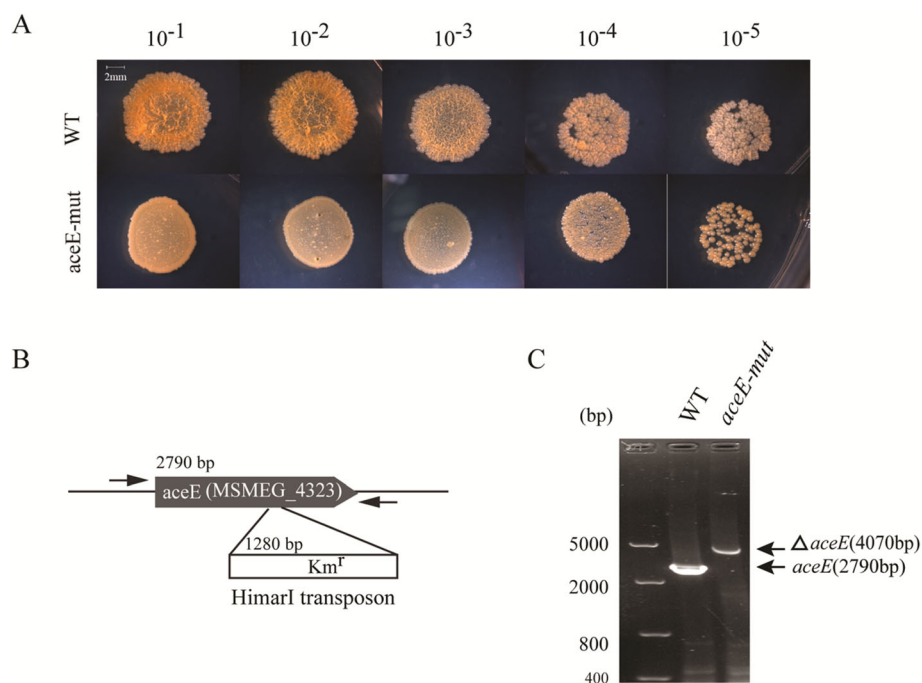 A
10-1 10-2 10-3 10-4 10-5
2mm
WT
aceE-mut
B
2790 bp
aceE (MSMEG_4323)
1280 bp
Kmr
HimarI transposon
C
(bp) WT aceE-mut
5000
2000
800
400
ΔaceE(4070bp)
aceE(2790bp)